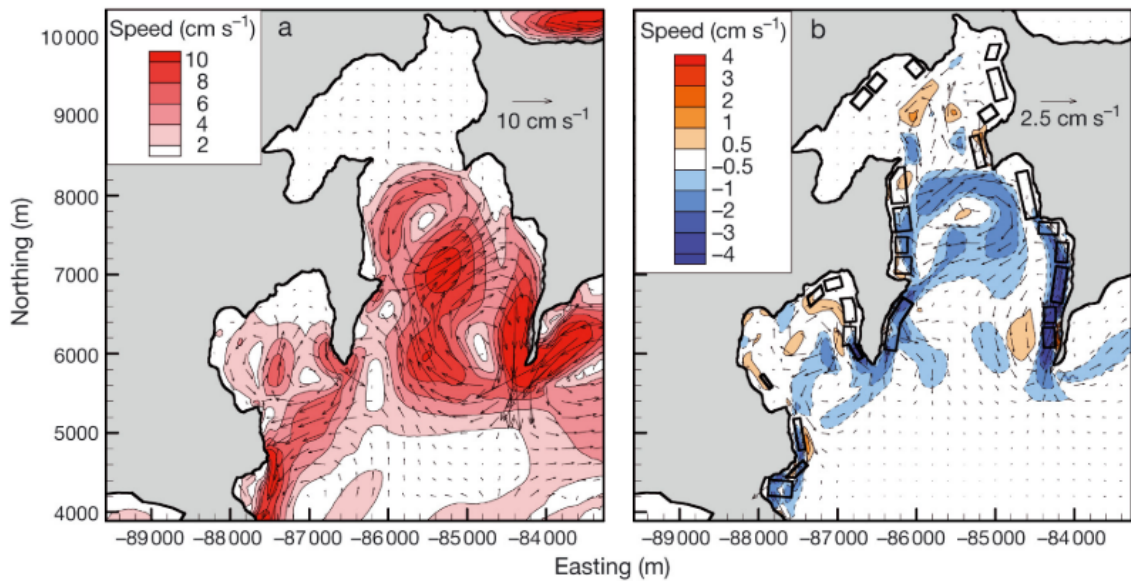 Speed (cm s⁻¹)
10
8
6
4
2
a
10 cm s⁻¹
Speed (cm s⁻¹)
4
3
2
1
0.5
−0.5
−1
−2
−3
−4
b
2.5 cm s⁻¹
Northing (m)
10000
9000
8000
7000
6000
5000
4000
−89000 −88000 −87000 −86000 −85000 −84000
−89000 −88000 −87000 −86000 −85000 −84000
Easting (m)